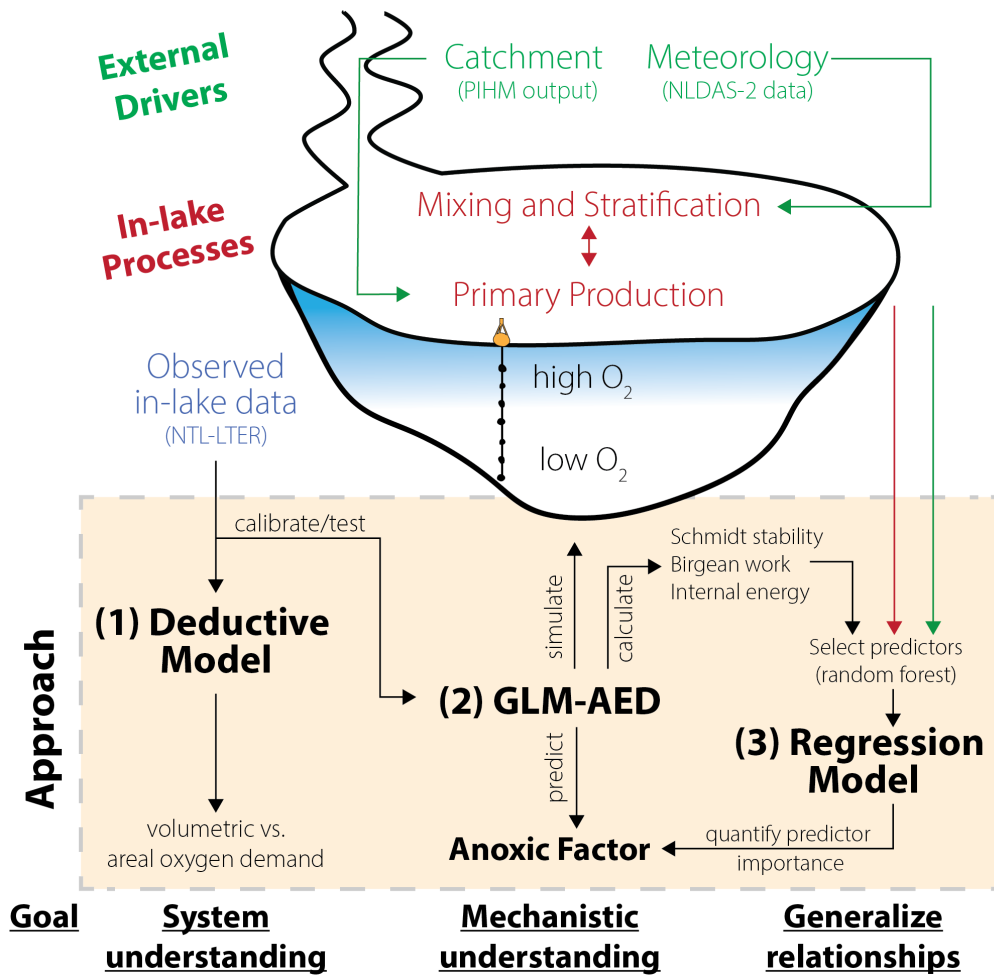 External
Drivers
Catchment
(PIHM output)
Meteorology
(NLDAS-2 data)
In-lake
Processes
Mixing and Stratification
Primary Production
Observed
in-lake data
(NTL-LTER)
high O₂
low O₂
calibrate/test
Schmidt stability
Birgean work
Internal energy
simulate
calculate
(1) Deductive
Model
Select predictors
(random forest)
(2) GLM-AED
(3) Regression
Model
predict
Approach
volumetric vs.
areal oxygen demand
Anoxic Factor
quantify predictor
importance
Goal
System
understanding
Mechanistic
understanding
Generalize
relationships